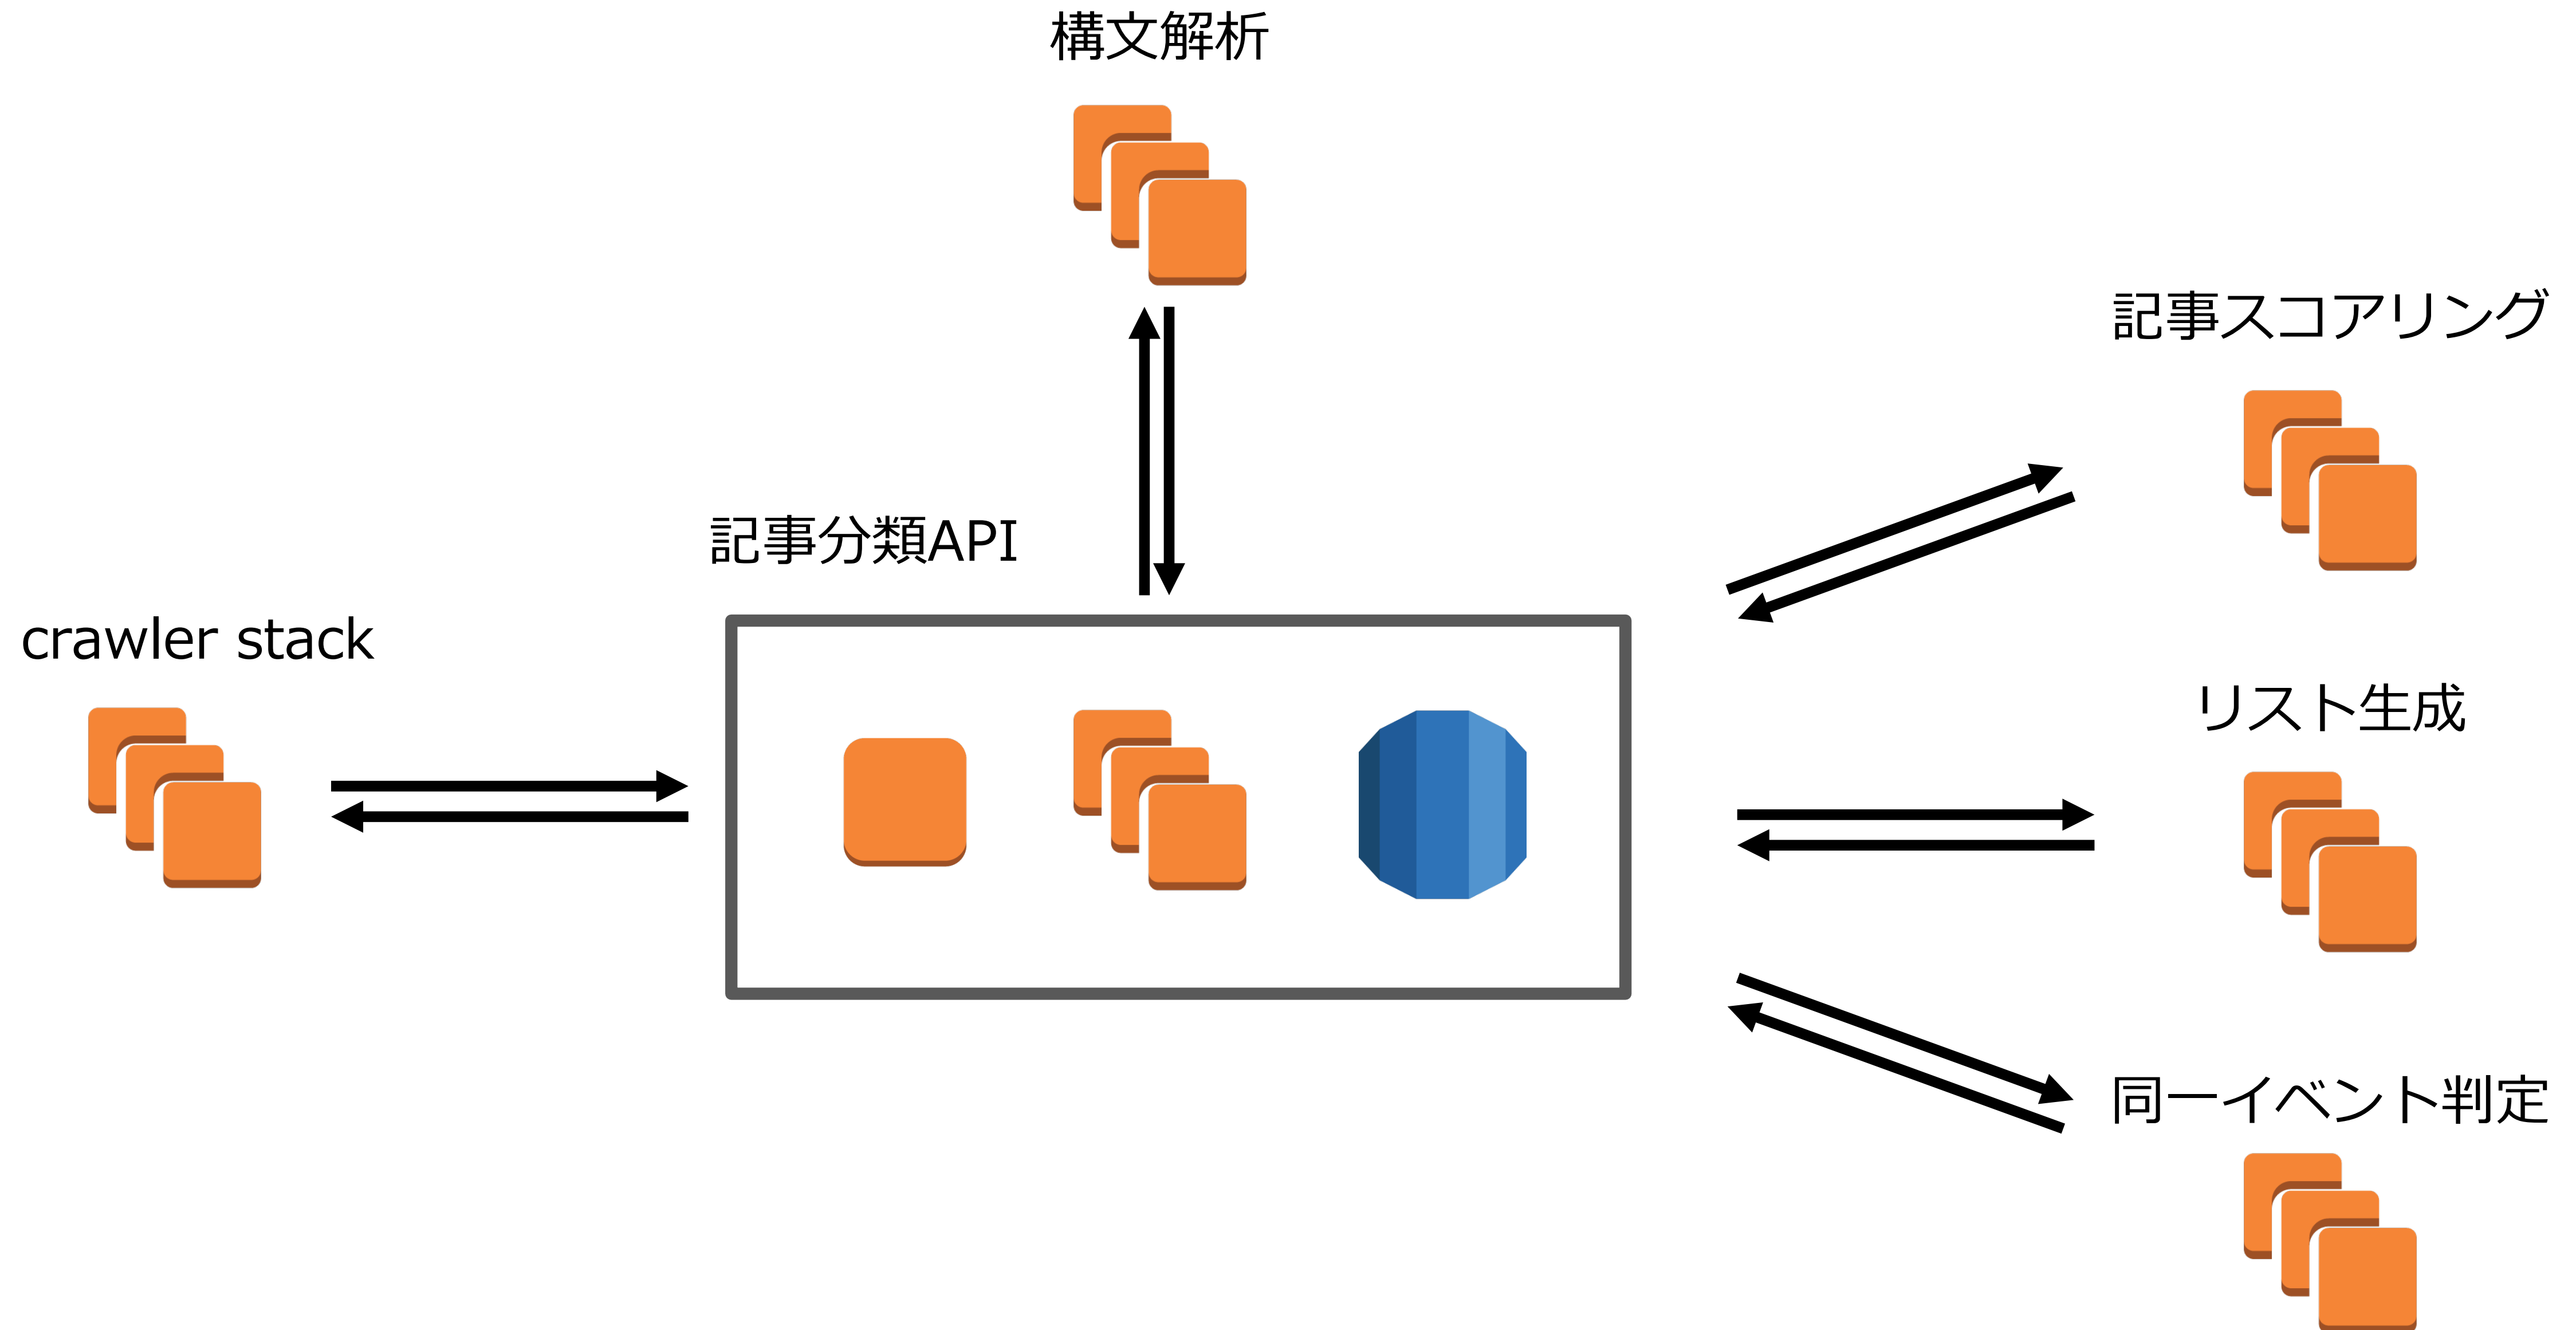 構文解析
記事スコアリング
記事分類API
crawler stack
リスト生成
同一イベント判定